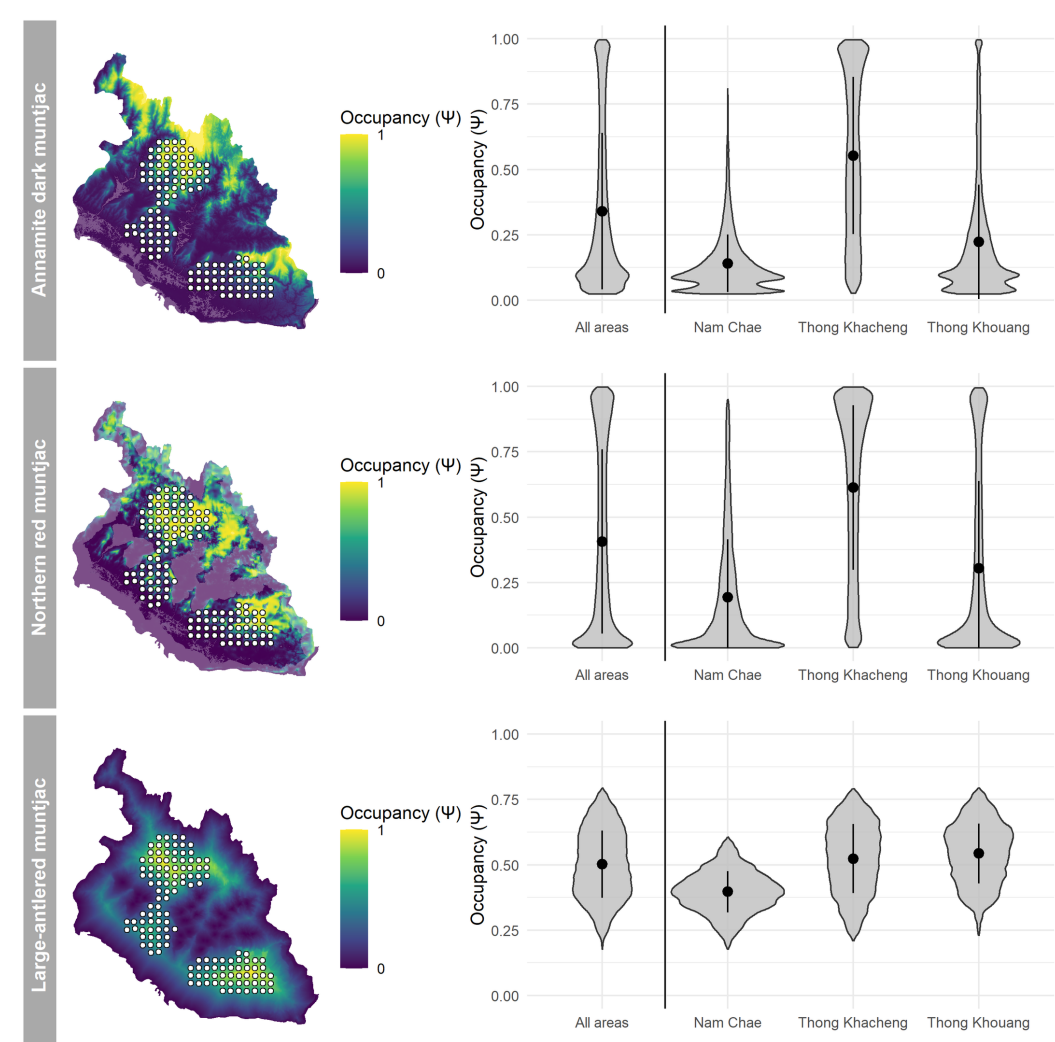 Annamite dark muntjac
Occupancy (Ψ)
1
0
Occupancy (Ψ)
1.00
0.75
0.50
0.25
0.00
All areas
Nam Chae
Thong Khacheng
Thong Khouang
Northern red muntjac
Occupancy (Ψ)
1
0
Occupancy (Ψ)
1.00
0.75
0.50
0.25
0.00
All areas
Nam Chae
Thong Khacheng
Thong Khouang
Large-antlered muntjac
Occupancy (Ψ)
1
0
Occupancy (Ψ)
1.00
0.75
0.50
0.25
0.00
All areas
Nam Chae
Thong Khacheng
Thong Khouang